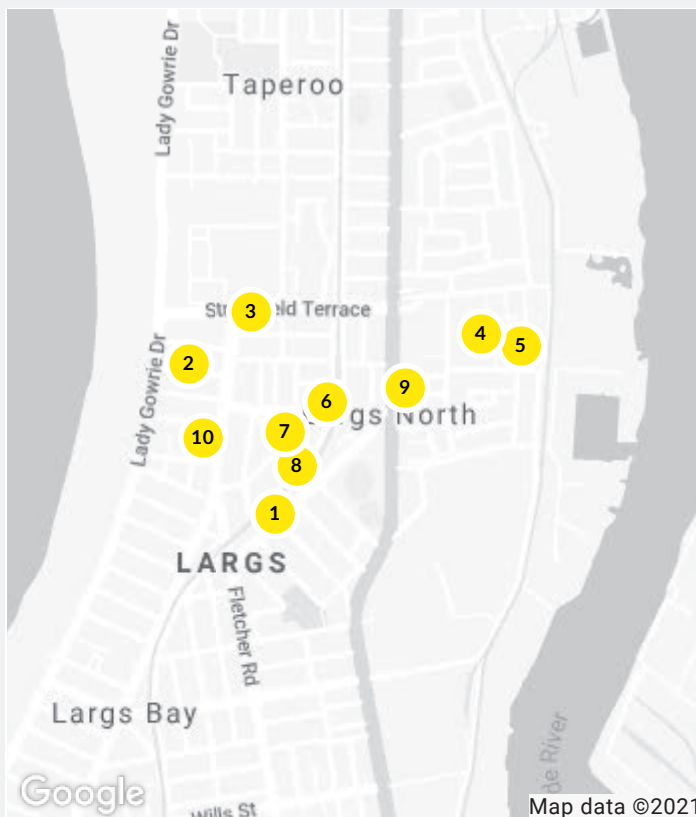 Lady Gowrie Dr
Taperoo
3
Terrace
4
5
2
Lady Gowrie Dr
9
6
North
7
10
8
1
LARGS
Fletcher Rd
Largs Bay
River
Google
Wills St
Map data ©2021